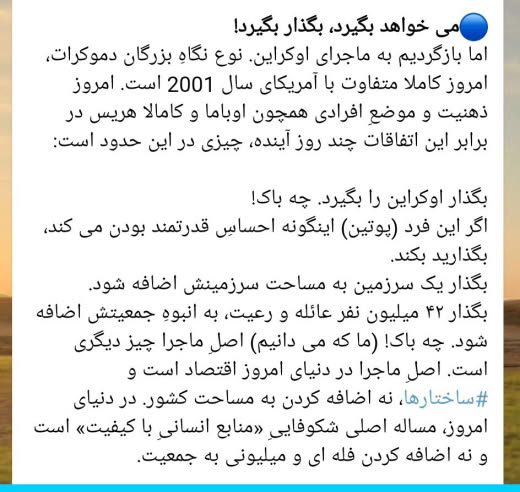 🔵می خواهد بگیرد، بگذار بگیرد!
اما بازگردیم به ماجرای اوکراین. نوع نگاهِ بزرگان دموکرات،
امروز کاملا متفاوت با آمریکای سال 2001 است. امروز
ذهنیت و موضعِ افرادی همچون اوباما و کامالا هریس در
برابر این اتفاقات چند روز آینده، چیزی در این حدود است:
بگذار اوکراین را بگیرد. چه باک!
اگر این فرد (پوتین) اینگونه احساسِ قدرتمند بودن می کند،
بگذارید بکند.
بگذار یک سرزمین به مساحت سرزمینش اضافه شود.
بگذار ۴۲ میلیون نفر عائله و رعیت، به انبوهِ جمعیتش اضافه
شود. چه باک! (ما که می دانیم) اصلِ ماجرا چیز دیگری
است. اصلِ ماجرا در دنیای امروز اقتصاد است و
#ساختارها، نه اضافه کردن به مساحت کشور. در دنیای
امروز، مساله اصلی شکوفاییِ «منابع انسانیِ با کیفیت» است
و نه اضافه کردن فله ای و میلیونی به جمعیت.